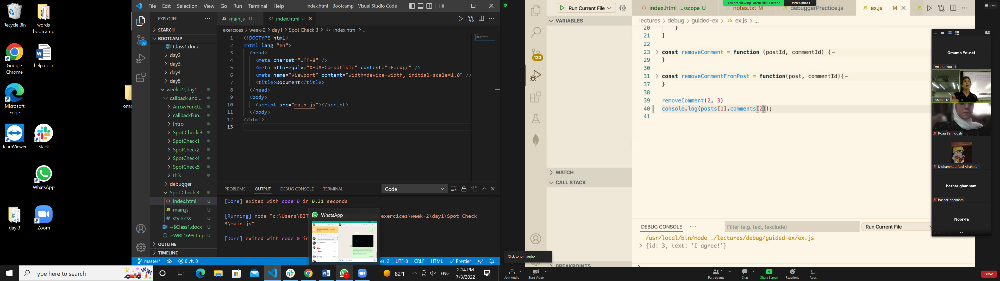 Recycle Bin
words
bootcamp
Google
Chrome
help.docx
Microsoft
Edge
oma
TeamViewer
Slack
WhatsApp
day 3
Zoom
File Edit Selection View Go Run Terminal Help
index.html - Bootcamp - Visual Studio Code
EXPLORER
SEARCH
BOOTCAMP
Class1.docx
day2
day3
day4
day5
week-2\day1
callback and ...
ArrowFuncti...
callbackFun...
Intro
Spot Check 3
SpotCheck1
SpotCheck2
SpotCheck4
SpotCheck5
this
debugger
Spot Check 3
<> index.html U
JS main.js U
# style.css U
~$Class1.docx U
~WRL1699.tmp U
OUTLINE
TIMELINE
33
JS main.js U
<> index.html U
exercices > week-2 > day1 > Spot Check 3 > <> index.html > ...
1 <!DOCTYPE html>
2 <html lang="en">
3 <head>
4 <meta charset="UTF-8" />
5 <meta http-equiv="X-UA-Compatible" content="IE=edge" />
6 <meta name="viewport" content="width=device-width, initial-scale=1.0" />
7 <title>Document</title>
8 </head>
9 <body>
10 <script src="main.js"></script>
11 </body>
12 </html>
13
PROBLEMS OUTPUT DEBUG CONSOLE TERMINAL
Code
[Done] exited with code=0 in 0.31 seconds
[Running] node "c:\Users\BIT
\exercices\week-2\day1\Spot Check
3\main.js"
[Done] exited with code=0 in
WhatsApp
master* 0 0
es: 2 UTF-8 CRLF HTML Prettier
Type here to search
1
82°F
ENG
2:14 PM
7/3/2022
You are viewing Lotem Hiki's screen
View Options
View
Run Current File
<> index.html .../scope U
notes.txt M
JS debuggerPractice.js
JS ex.js M
JS
VARIABLES
130
WATCH
CALL STACK
BREAKPOINTS
lectures > debug > guided-ex > JS ex.js > ...
20 }
21 ]
22
23 const removeComment = function (postId, commentId) {…
29 }
30
31 const removeCommentFromPost = function(post, commentId){…
37 }
38
39 removeComment(2, 3)
40 console.log(posts[1].comments[2]);
41
DEBUG CONSOLE ...
Filter (e.g. text, !exclude)
Run Current File
/usr/local/bin/node ./lectures/debug/guided-ex/ex.js
> {id: 3, text: 'I agree!'}
Omama Yousef
Omama Yousef
Lotem Hiki
Roaa Bani odeh
Mohammad Abd Alrahman
bashar ghannam
bashar ghannam
Noor-fa
Noor-fa
Click to join audio
Join Audio
Start Video
Participants
7
Chat
Share Screen
Reactions
Apps
Leave